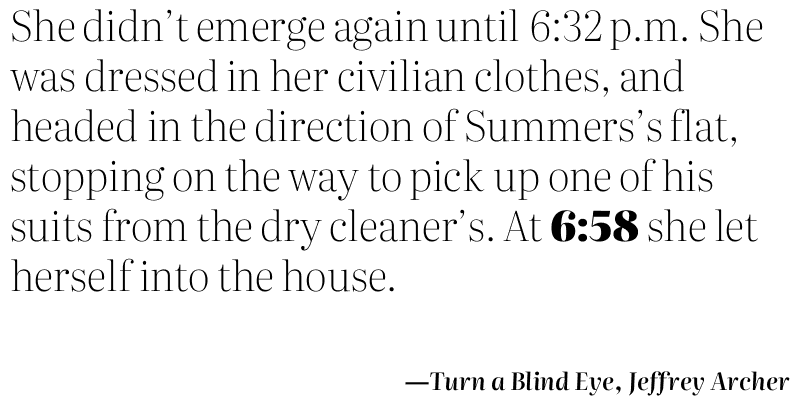 She didn’t emerge again until 6:32 p.m. She
was dressed in her civilian clothes, and
headed in the direction of Summers’s flat,
stopping on the way to pick up one of his
suits from the dry cleaner’s. At 6:58 she let
herself into the house.
—Turn a Blind Eye, Jeffrey Archer